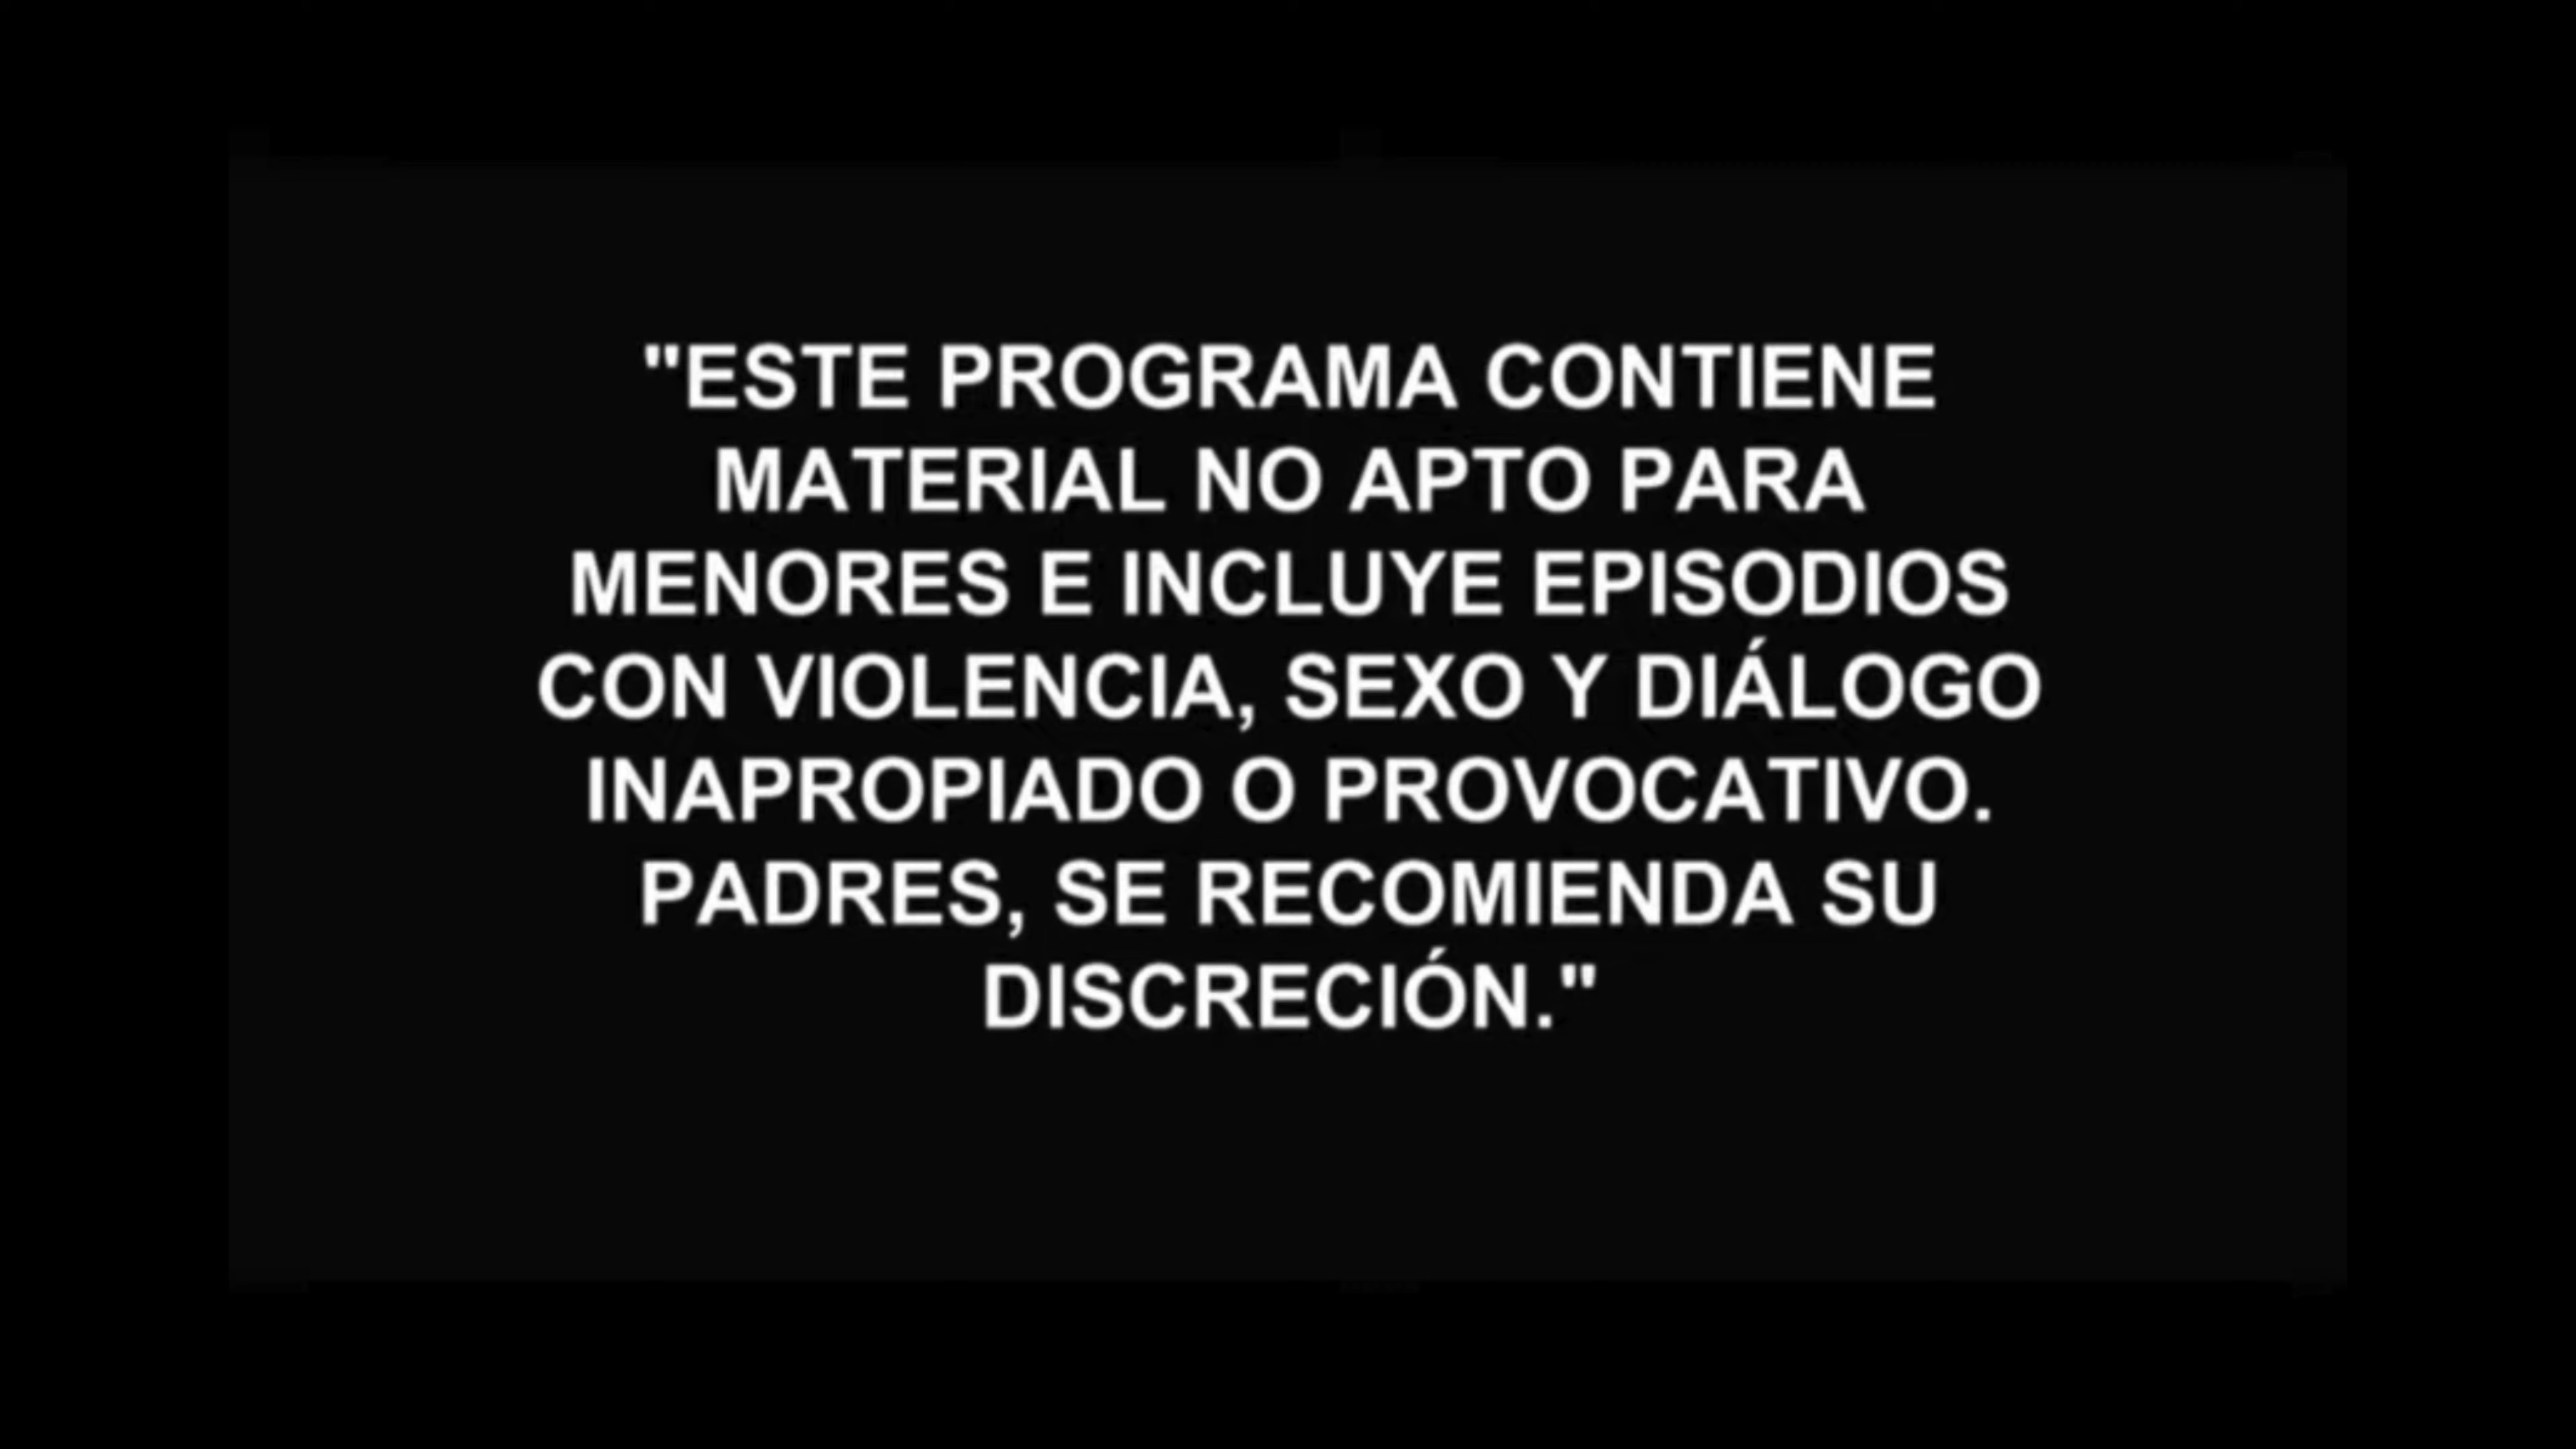 "ESTE PROGRAMA CONTIENE
MATERIAL NO APTO PARA
MENORES E INCLUYE EPISODIOS
CON VIOLENCIA, SEXO Y DIÁLOGO
INAPROPIADO O PROVOCATIVO.
PADRES, SE RECOMIENDA SU
DISCRECIÓN."